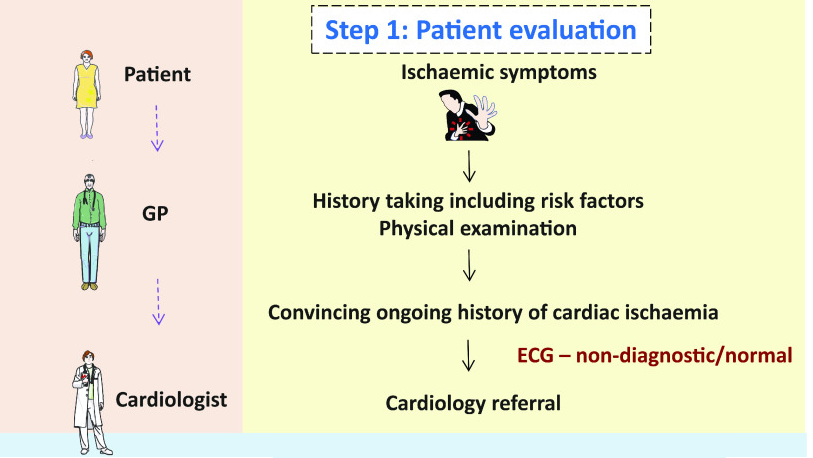 Step 1: Patient evaluation
Patient
Ischaemic symptoms
GP
History taking including risk factors
Physical examination
Convincing ongoing history of cardiac ischaemia
ECG – non-diagnostic/normal
Cardiologist
Cardiology referral